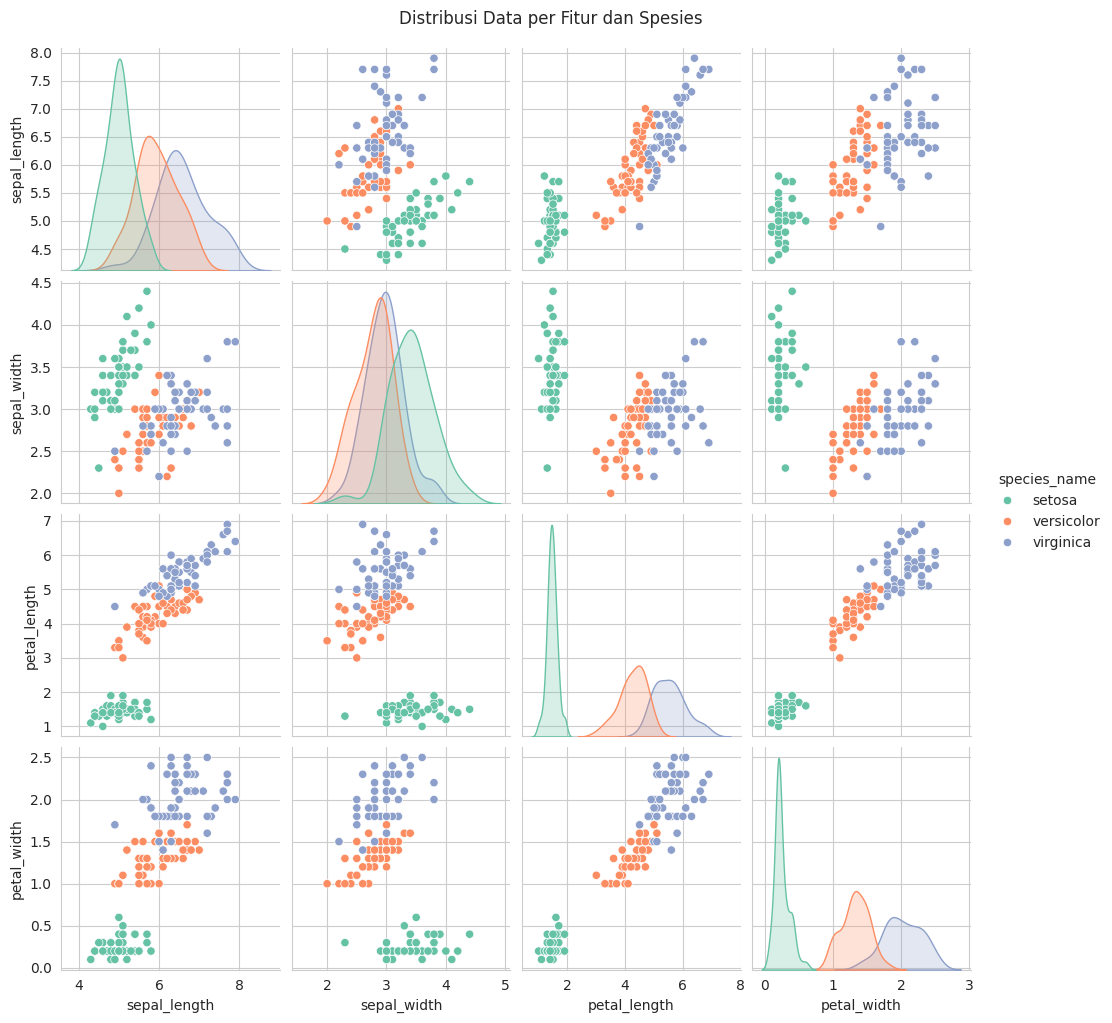 Distribusi Data per Fitur dan Spesies
8.0
7.5
7.0
6.5
6.0
5.5
5.0
4.5
sepal_length
4.5
4.0
3.5
3.0
2.5
2.0
sepal_width
7
6
5
4
3
2
1
petal_length
2.5
2.0
1.5
1.0
0.5
0.0
petal_width
4 6 8
sepal_length
2 3 4 5
sepal_width
2 4 6 8
petal_length
0 1 2 3
petal_width
species_name
setosa
versicolor
virginica